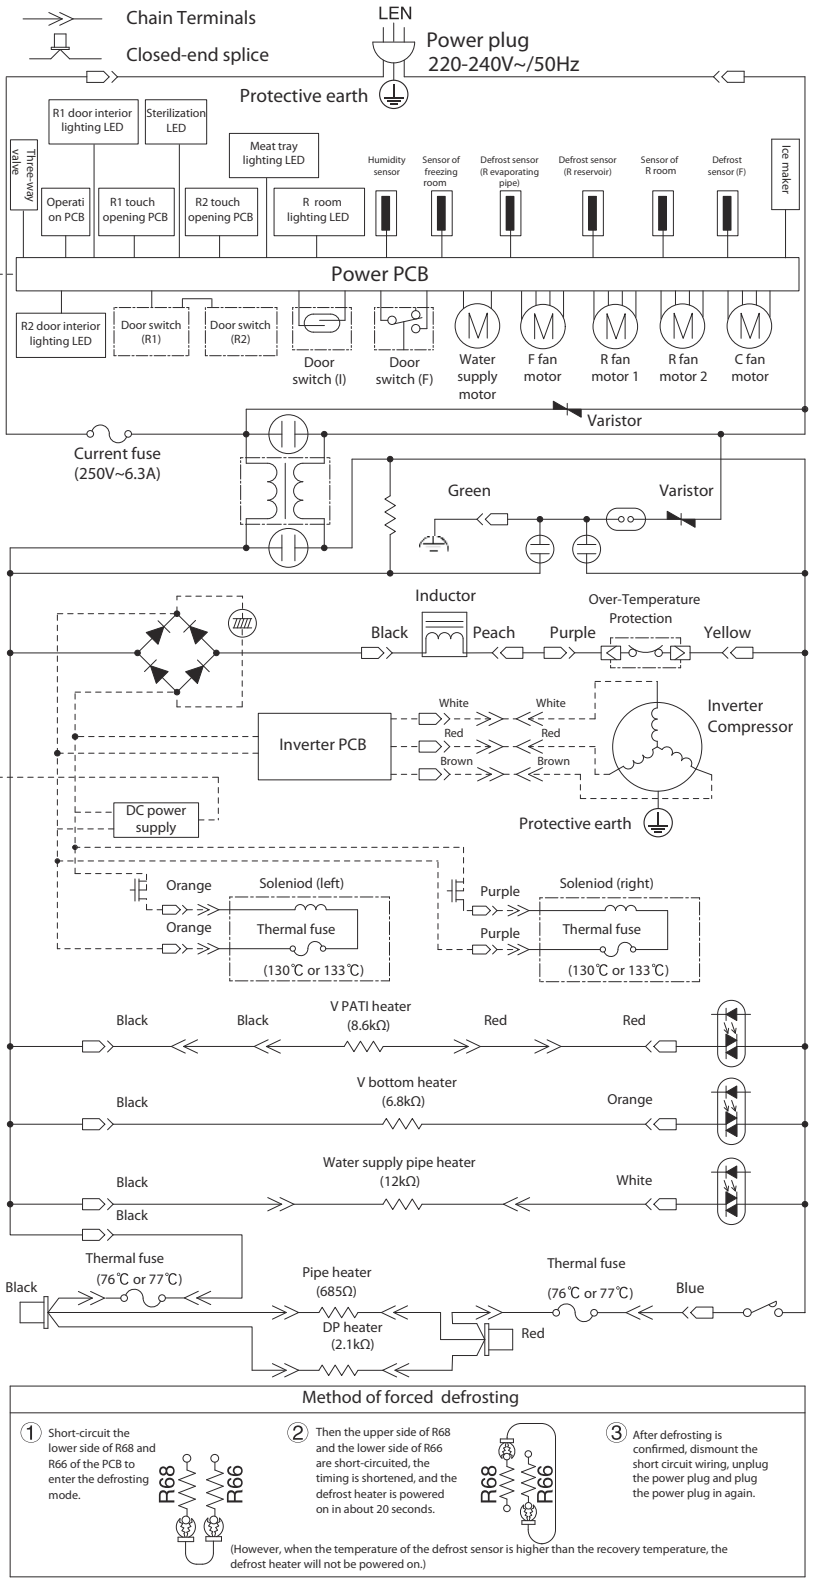 Chain Terminals
Closed-end splice
LEN
Power plug
220-240V~/50Hz
Protective earth
Three-way
valve
R1 door interior
lighting LED
Sterilization
LED
Meat tray
lighting LED
Operati
on PCB
R1 touch
opening PCB
R2 touch
opening PCB
R room
lighting LED
Humidity
sensor
Sensor of
freezing
room
Defrost sensor
(R evaporating
pipe)
Defrost sensor
(R reservoir)
Sensor of
R room
Defrost
sensor (F)
Ice maker
Power PCB
R2 door interior
lighting LED
Door switch
(R1)
Door switch
(R2)
Door
switch (I)
Door
switch (F)
M
Water
supply
motor
M
F fan
motor
M
R fan
motor 1
M
R fan
motor 2
M
C fan
motor
Varistor
Current fuse
(250V~6.3A)
Green
Varistor
Inductor
Black
Peach
Purple
Over-Temperature
Protection
Yellow
Inverter PCB
White
White
Red
Red
Brown
Brown
Inverter
Compressor
Protective earth
DC power
supply
Orange
Orange
Soleniod (left)
Thermal fuse
(130℃ or 133℃)
Purple
Purple
Soleniod (right)
Thermal fuse
(130℃ or 133℃)
Black
Black
V PATI heater
(8.6kΩ)
Red
Red
Black
V bottom heater
(6.8kΩ)
Orange
Black
Water supply pipe heater
(12kΩ)
White
Black
Thermal fuse
(76℃ or 77℃)
Black
Pipe heater
(685Ω)
DP heater
(2.1kΩ)
Thermal fuse
(76℃ or 77℃)
Blue
Red
Method of forced defrosting
1
Short-circuit the
lower side of R68 and
R66 of the PCB to
enter the defrosting
mode.
R68
R66
2
Then the upper side of R68
and the lower side of R66
are short-circuited, the
timing is shortened, and the
defrost heater is powered
on in about 20 seconds.
R68
R66
3
After defrosting is
confirmed, dismount the
short circuit wiring, unplug
the power plug and plug
the power plug in again.
(However, when the temperature of the defrost sensor is higher than the recovery temperature, the
defrost heater will not be powered on.)